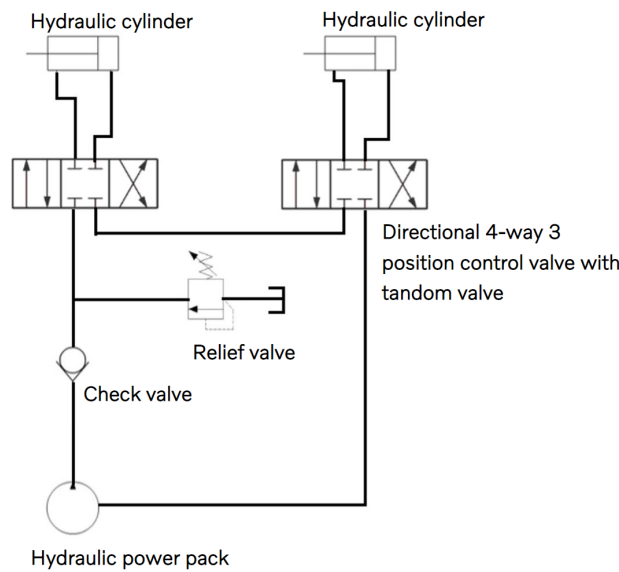 Hydraulic cylinder
Hydraulic cylinder
Directional 4-way 3
position control valve with
tandom valve
Relief valve
Check valve
Hydraulic power pack